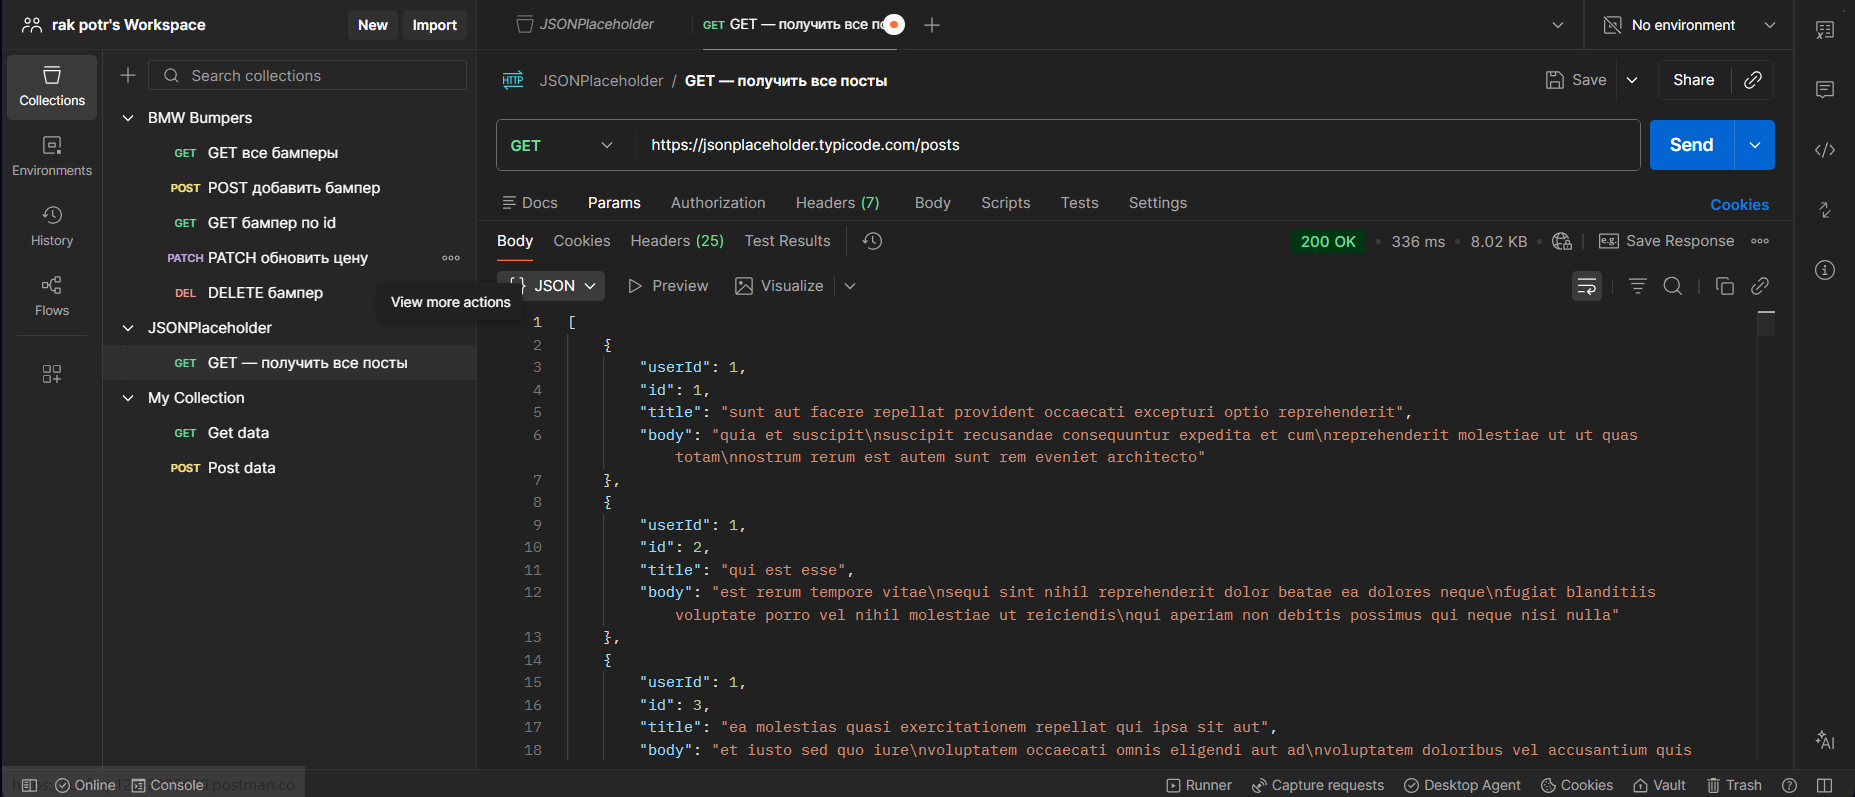 rak potr's Workspace
New
Import
JSONPlaceholder
GET GET — получить все по
No environment
Collections
Environments
History
Flows
Search collections
BMW Bumpers
GET GET все бамперы
POST POST добавить бампер
GET GET бампер по id
PATCH PATCH обновить цену
DEL DELETE бампер
View more actions
JSONPlaceholder
GET GET — получить все посты
My Collection
GET Get data
POST Post data
HTTP JSONPlaceholder / GET — получить все посты
Save
Share
GET https://jsonplaceholder.typicode.com/posts
Send
Docs Params Authorization Headers (7) Body Scripts Tests Settings
Cookies
Body Cookies Headers (25) Test Results
200 OK • 336 ms • 8.02 KB • e.g. Save Response
{} JSON Preview Visualize
1 [
2 {
3 "userId": 1,
4 "id": 1,
5 "title": "sunt aut facere repellat provident occaecati excepturi optio reprehenderit",
6 "body": "quia et suscipit\nsuscipit recusandae consequuntur expedita et cum\nreprehenderit molestiae ut ut quas
totam\nnostrum rerum est autem sunt rem eveniet architecto"
7 },
8 {
9 "userId": 1,
10 "id": 2,
11 "title": "qui est esse",
12 "body": "est rerum tempore vitae\nsequi sint nihil reprehenderit dolor beatae ea dolores neque\nfugiat blanditiis
voluptate porro vel nihil molestiae ut reiciendis\nqui aperiam non debitis possimus qui neque nisi nulla"
13 },
14 {
15 "userId": 1,
16 "id": 3,
17 "title": "ea molestias quasi exercitationem repellat qui ipsa sit aut",
18 "body": "et iusto sed quo iure\nvoluptatem occaecati omnis eligendi aut ad\nvoluptatem doloribus vel accusantium quis
AI
Online
Console
.postman.co
Runner
Capture requests
Desktop Agent
Cookies
Vault
Trash